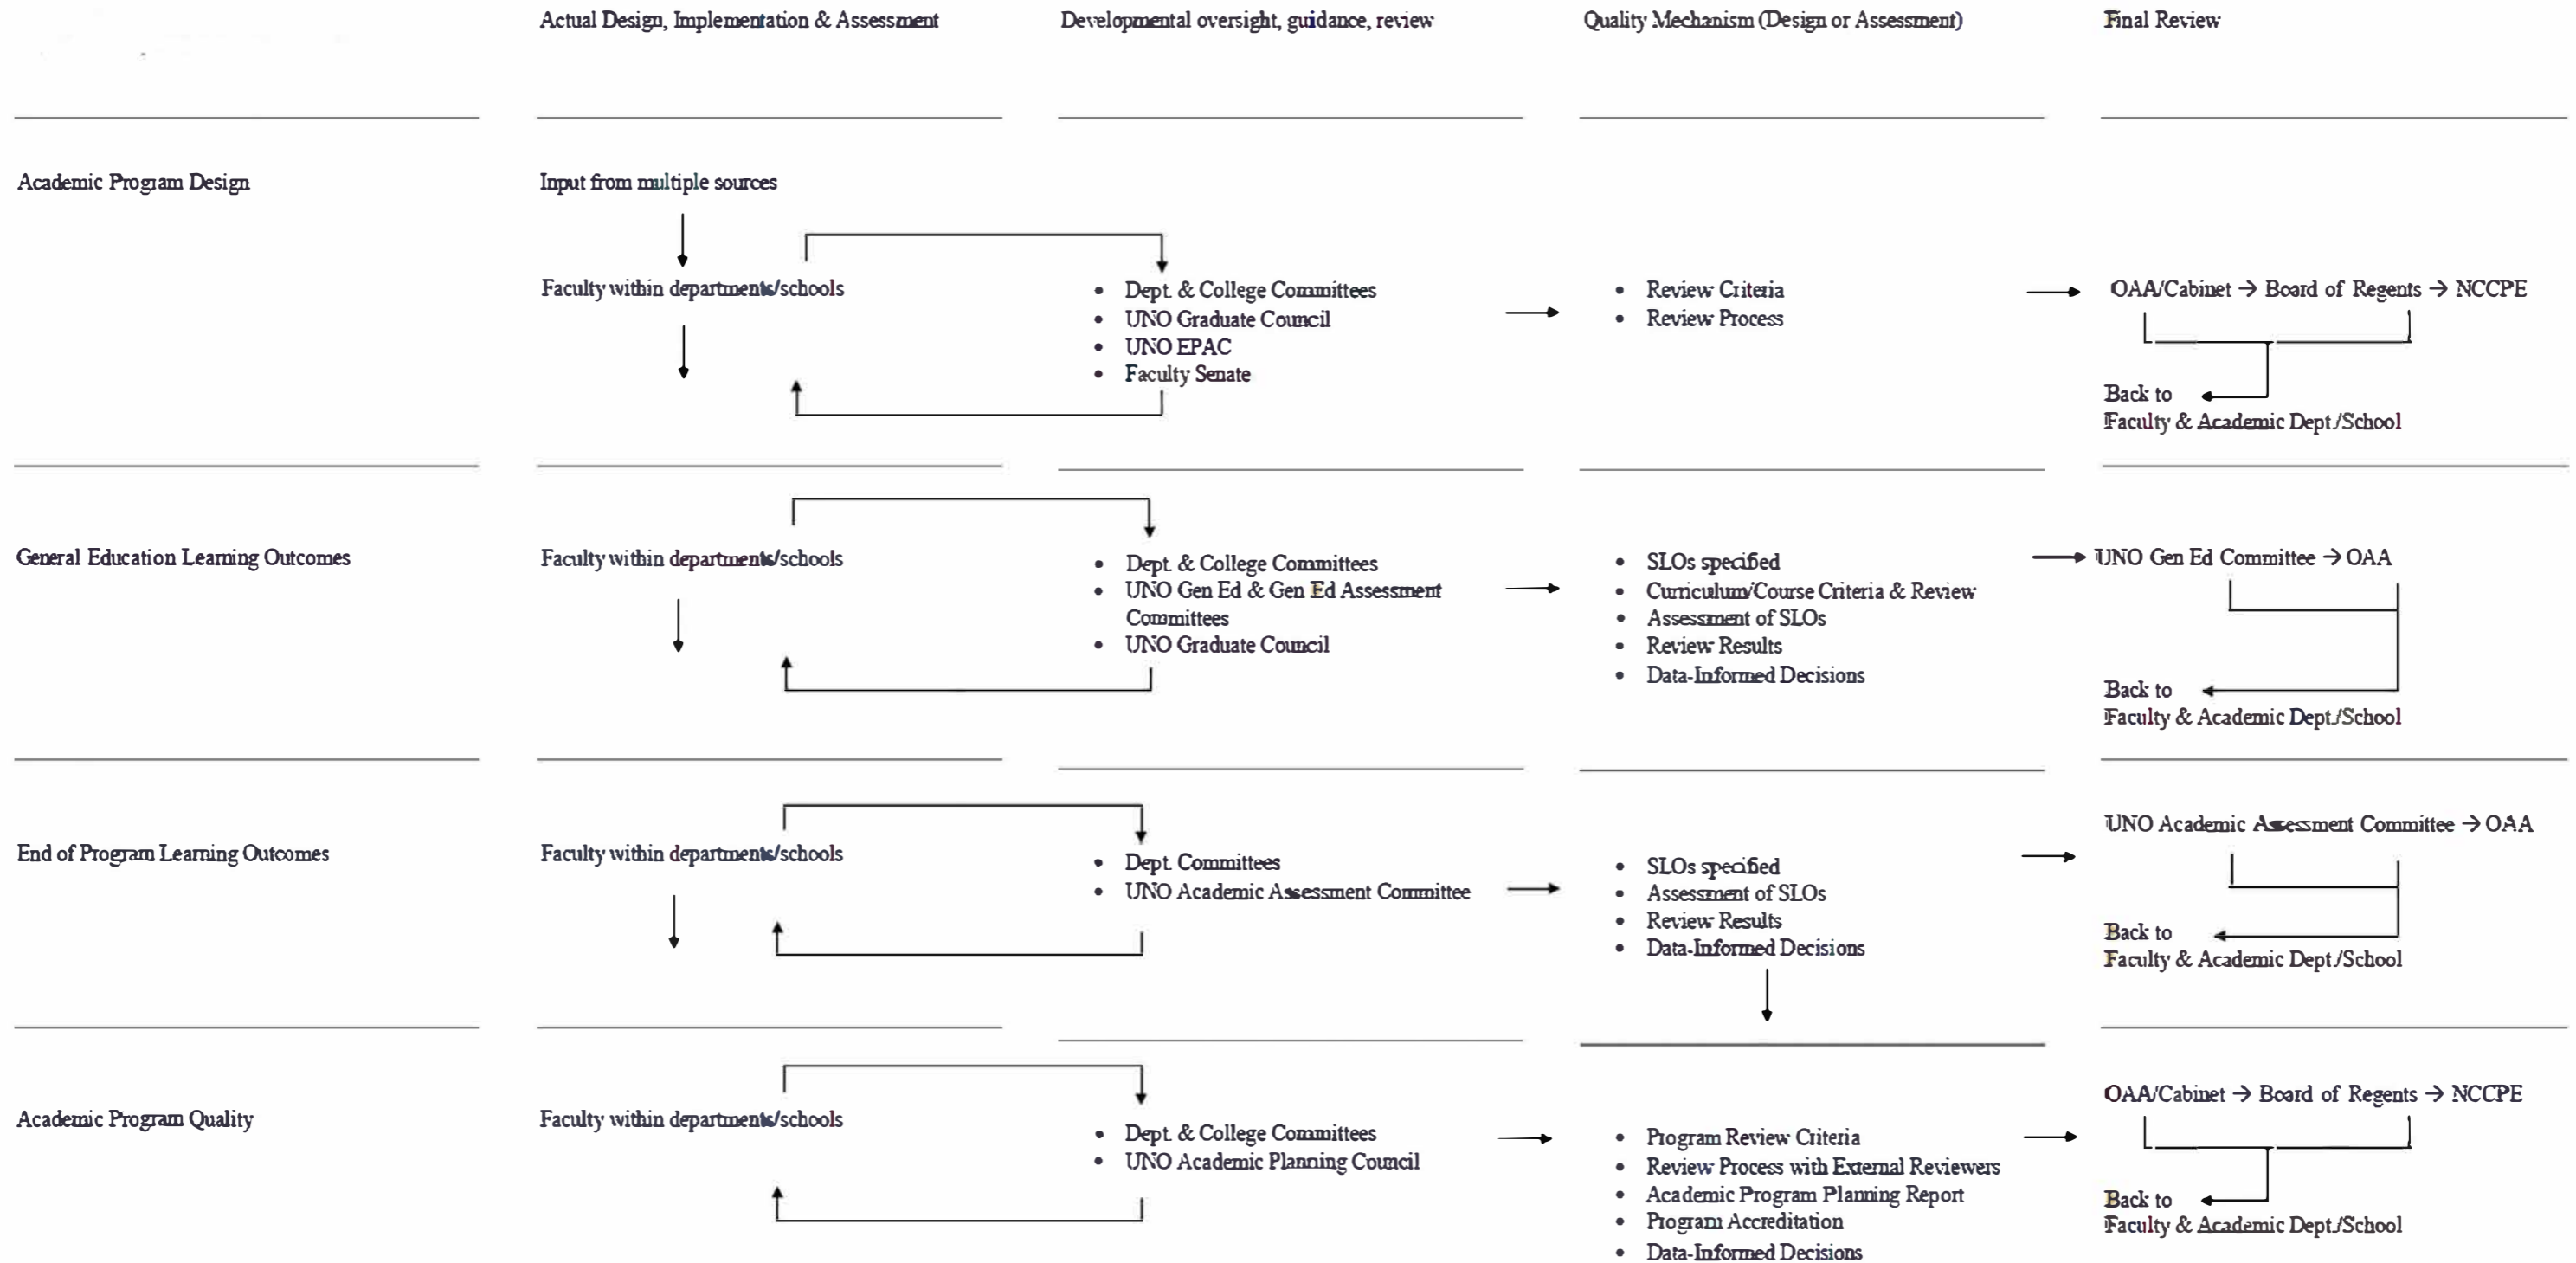 Actual Design, Implementation & Assessment
Developmental oversight, guidance, review
Quality Mechanism (Design or Assessment)
Final Review
Academic Program Design
Input from multiple sources
Faculty within departments/schools
• Dept. & College Committees
• UNO Graduate Council
• UNO EPAC
• Faculty Senate
• Review Criteria
• Review Process
OAA/Cabinet → Board of Regents → NCCPE
Back to
Faculty & Academic Dept./School
General Education Learning Outcomes
Faculty within departments/schools
• Dept. & College Committees
• UNO Gen Ed & Gen Ed Assessment
Committees
• UNO Graduate Council
• SLOs specified
• Curriculum/Course Criteria & Review
• Assessment of SLOs
• Review Results
• Data-Informed Decisions
UNO Gen Ed Committee → OAA
Back to
Faculty & Academic Dept./School
End of Program Learning Outcomes
Faculty within departments/schools
• Dept. Committees
• UNO Academic Assessment Committee
• SLOs specified
• Assessment of SLOs
• Review Results
• Data-Informed Decisions
UNO Academic Assessment Committee → OAA
Back to
Faculty & Academic Dept./School
Academic Program Quality
Faculty within departments/schools
• Dept. & College Committees
• UNO Academic Planning Council
• Program Review Criteria
• Review Process with External Reviewers
• Academic Program Planning Report
• Program Accreditation
• Data-Informed Decisions
OAA/Cabinet → Board of Regents → NCCPE
Back to
Faculty & Academic Dept./School